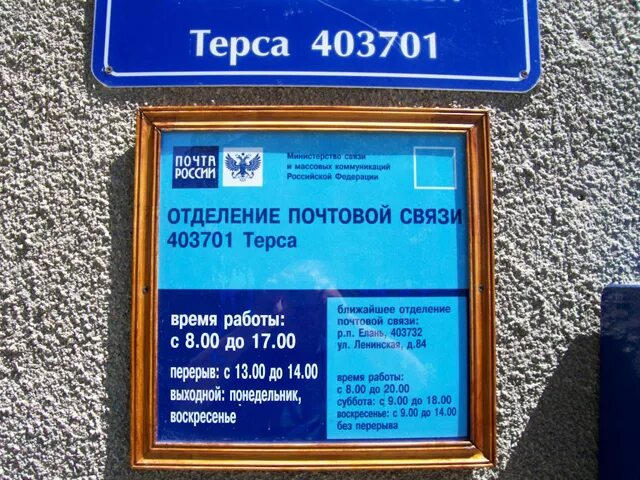 Терса 403701
ПОЧТА
РОССИИ
Министерство связи
и массовых коммуникаций
Российской Федерации
ОТДЕЛЕНИЕ ПОЧТОВОЙ СВЯЗИ
403701 Терса
время работы:
с 8.00 до 17.00
перерыв: с 13.00 до 14.00
выходной: понедельник,
воскресенье
ближайшее отделение
почтовой связи:
р.п. Елань, 403732
ул. Ленинская, д.84
время работы:
с 8.00 до 20.00
суббота: с 9.00 до 18.00
воскресенье: с 9.00 до 14.00
без перерыва